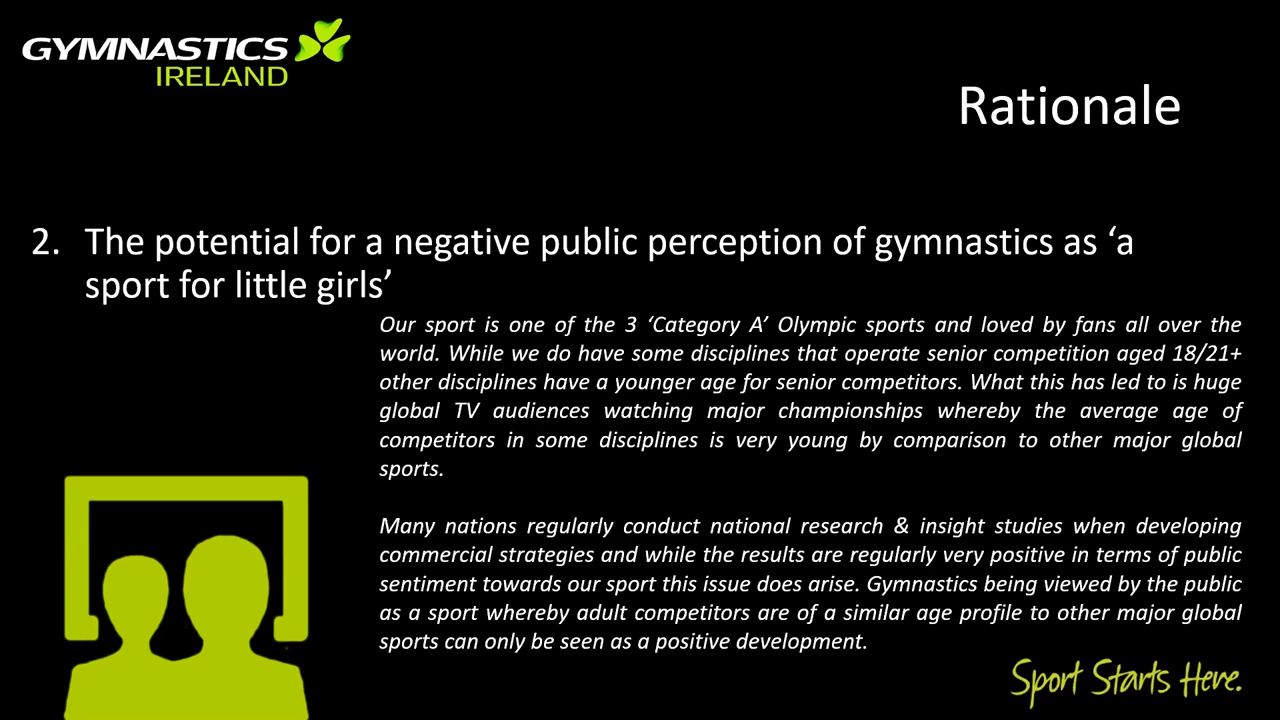 GYMNASTICS
IRELAND
Rationale
2. The potential for a negative public perception of gymnastics as ‘a
sport for little girls’
Our sport is one of the 3 ‘Category A’ Olympic sports and loved by fans all over the
world. While we do have some disciplines that operate senior competition aged 18/21+
other disciplines have a younger age for senior competitors. What this has led to is huge
global TV audiences watching major championships whereby the average age of
competitors in some disciplines is very young by comparison to other major global
sports.
Many nations regularly conduct national research & insight studies when developing
commercial strategies and while the results are regularly very positive in terms of public
sentiment towards our sport this issue does arise. Gymnastics being viewed by the public
as a sport whereby adult competitors are of a similar age profile to other major global
sports can only be seen as a positive development.
Sport Starts Here.